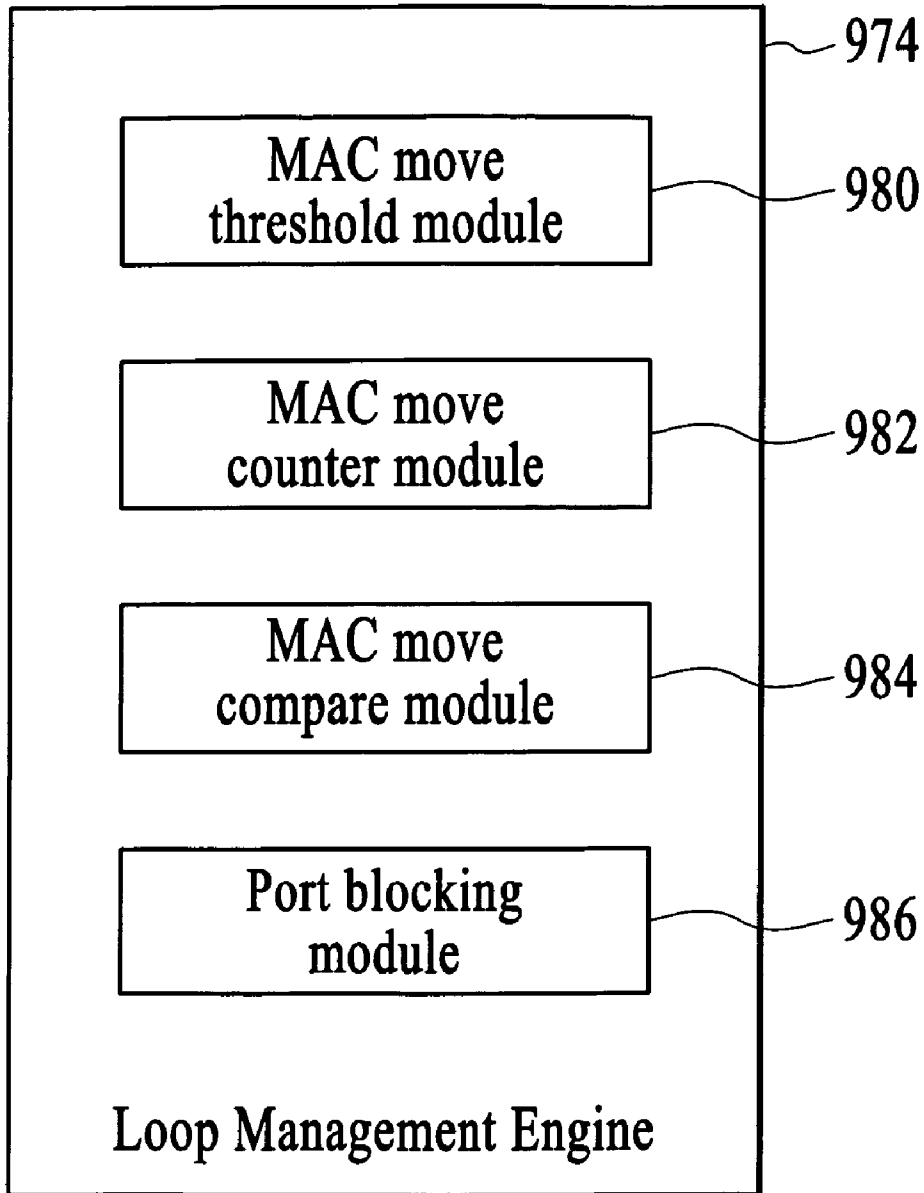 974
MAC move
threshold module
980
MAC move
counter module
982
MAC move
compare module
984
Port blocking
module
986
Loop Management Engine